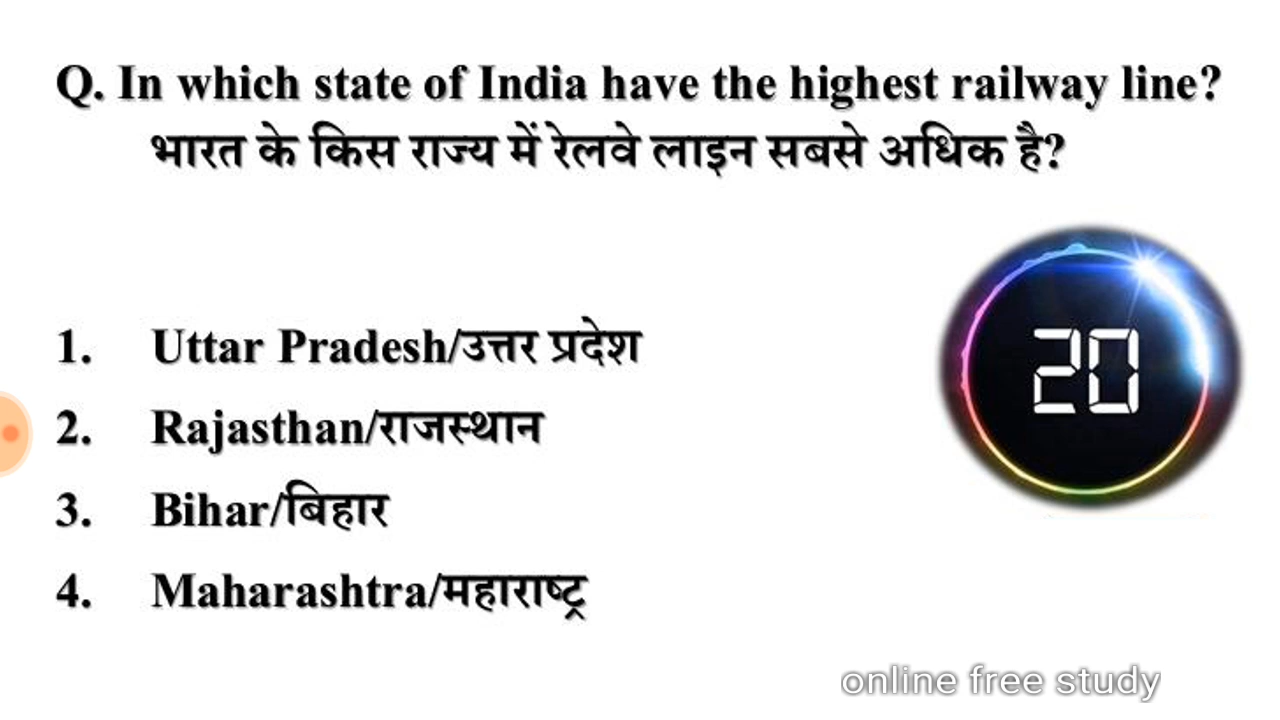 Q. In which state of India have the highest railway line?
भारत के किस राज्य में रेलवे लाइन सबसे अधिक है?
1. Uttar Pradesh/उत्तर प्रदेश
20
2. Rajasthan/राजस्थान
3. Bihar/बिहार
4. Maharashtra/महाराष्ट्र
online free study